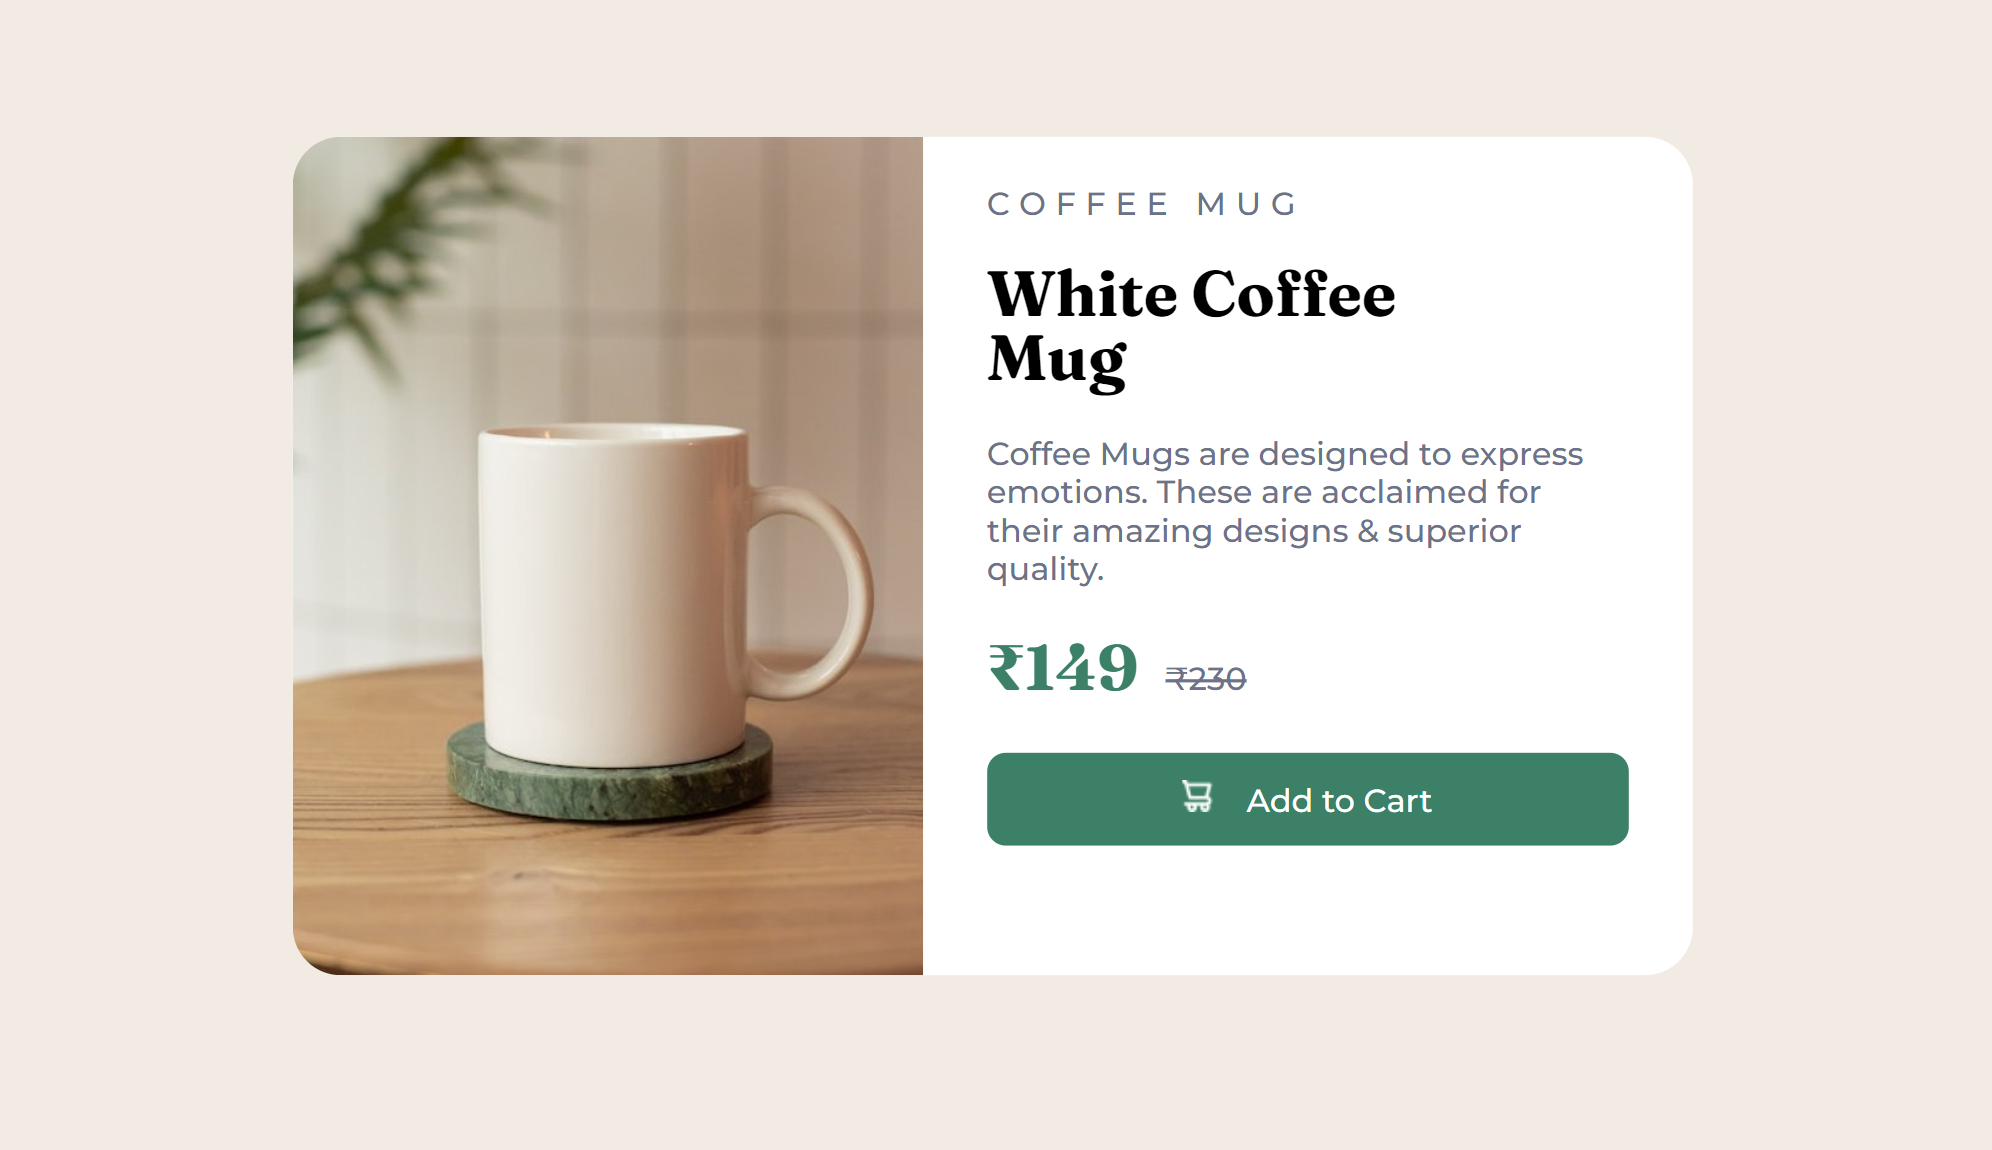 COFFEE MUG
White Coffee
Mug
Coffee Mugs are designed to express
emotions. These are acclaimed for
their amazing designs & superior
quality.
₹149 ₹230
Add to Cart